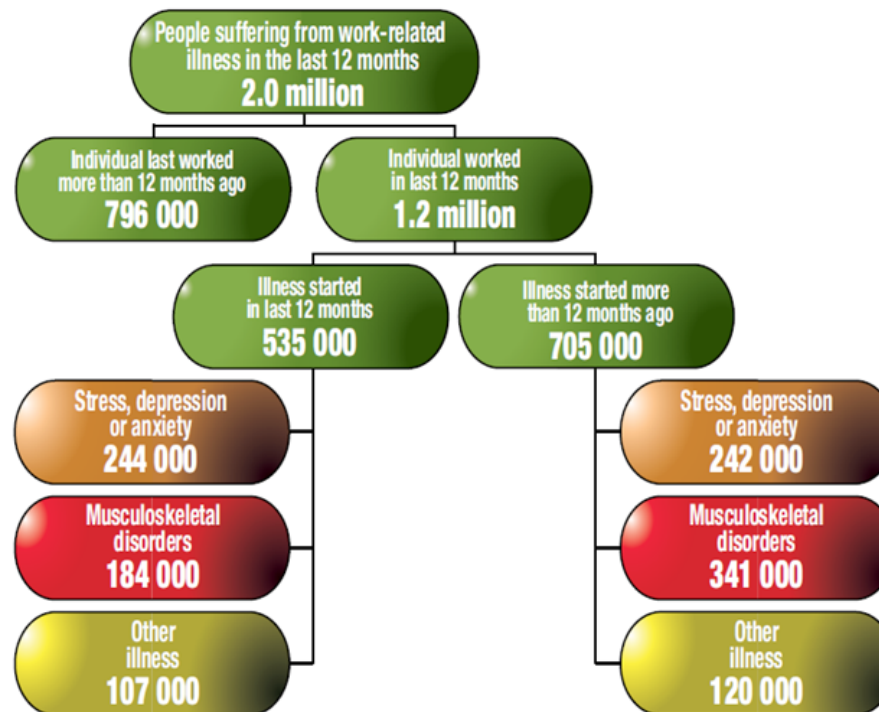 People suffering from work-related
illness in the last 12 months
2.0 million
Individual last worked
more than 12 months ago
796 000
Individual worked
in last 12 months
1.2 million
Illness started
in last 12 months
535 000
Illness started more
than 12 months ago
705 000
Stress, depression
or anxiety
244 000
Musculoskeletal
disorders
184 000
Other
illness
107 000
Stress, depression
or anxiety
242 000
Musculoskeletal
disorders
341 000
Other
illness
120 000